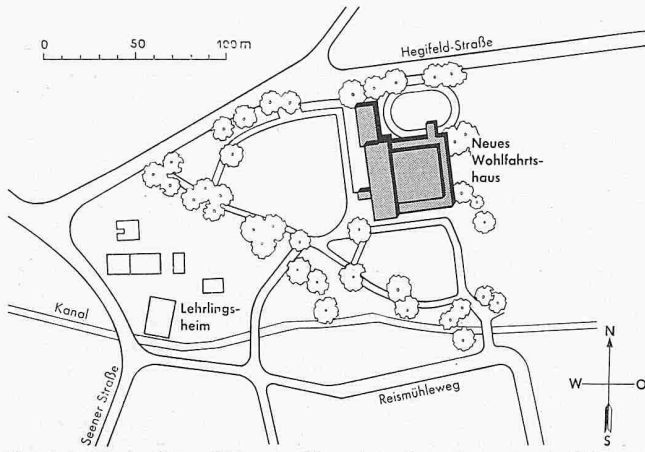 0 50 100 m
Hegifeld-Straße
Neues
Wohlfahrts-
haus
Lehrlings-
heim
Kanal
Seener Straße
Reismühleweg
N
W O
S